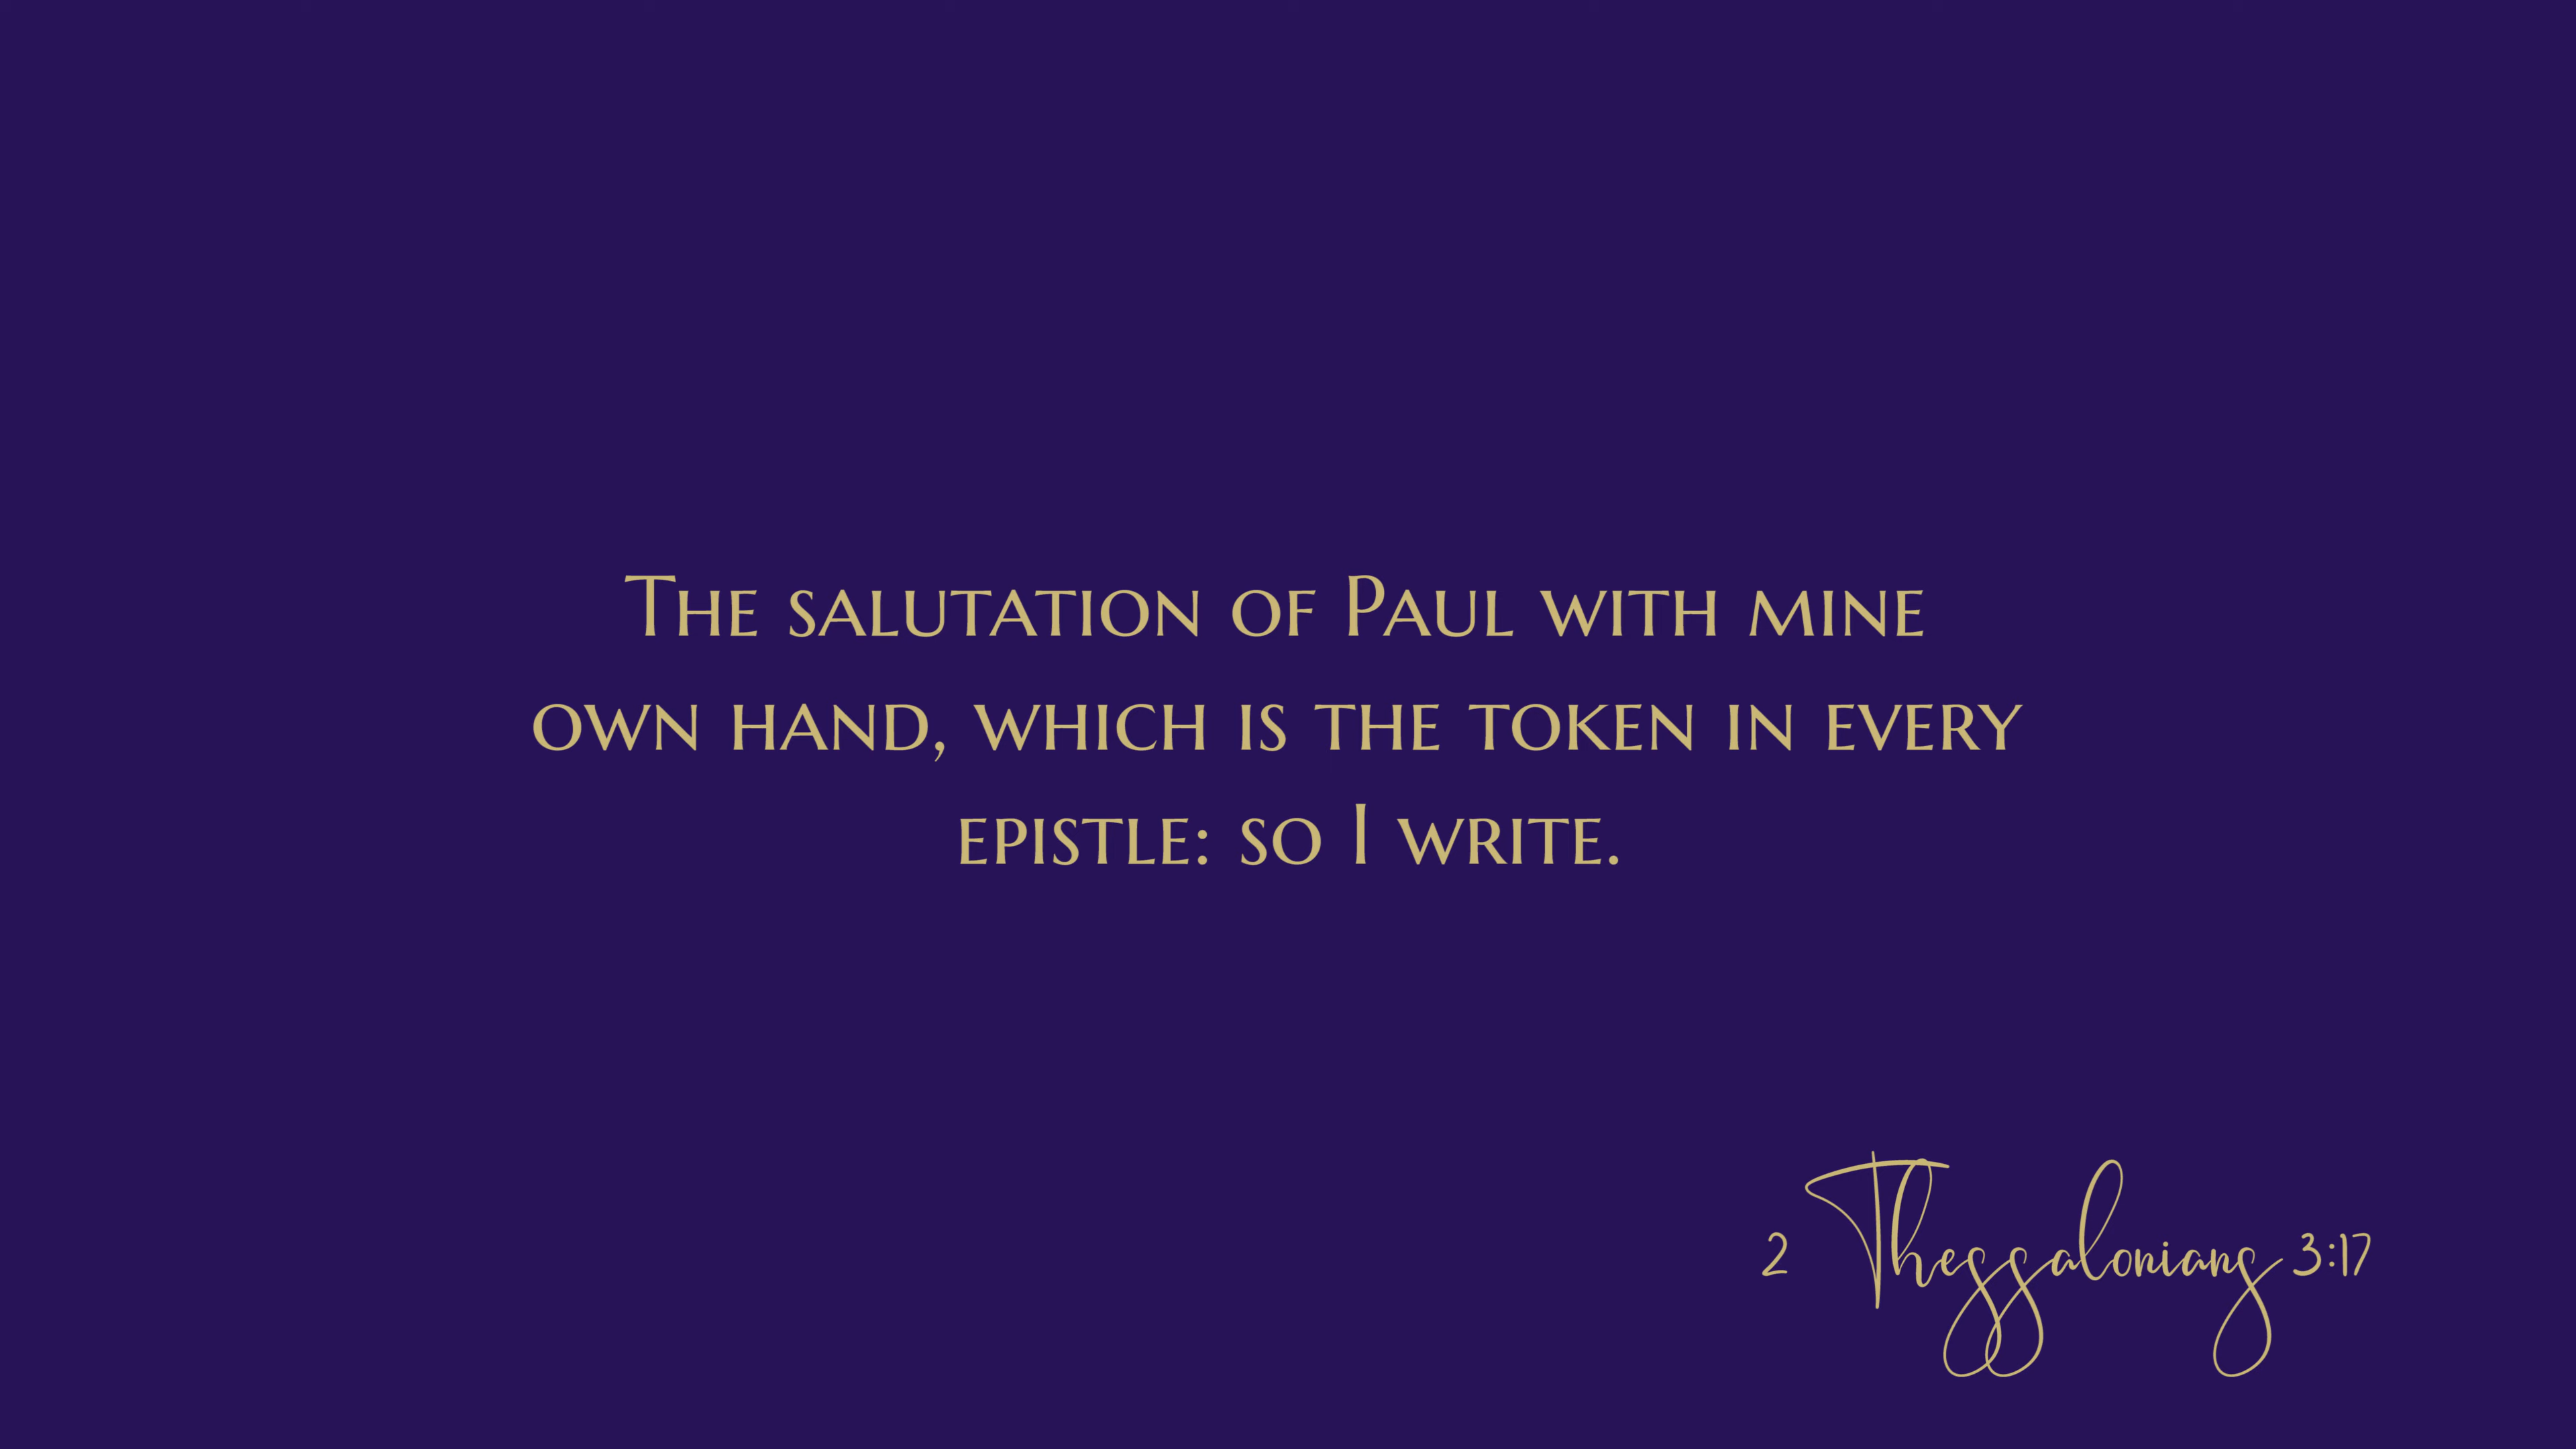 The salutation of Paul with mine
own hand, which is the token in every
epistle: so I write.
2 Thessalonians 3:17